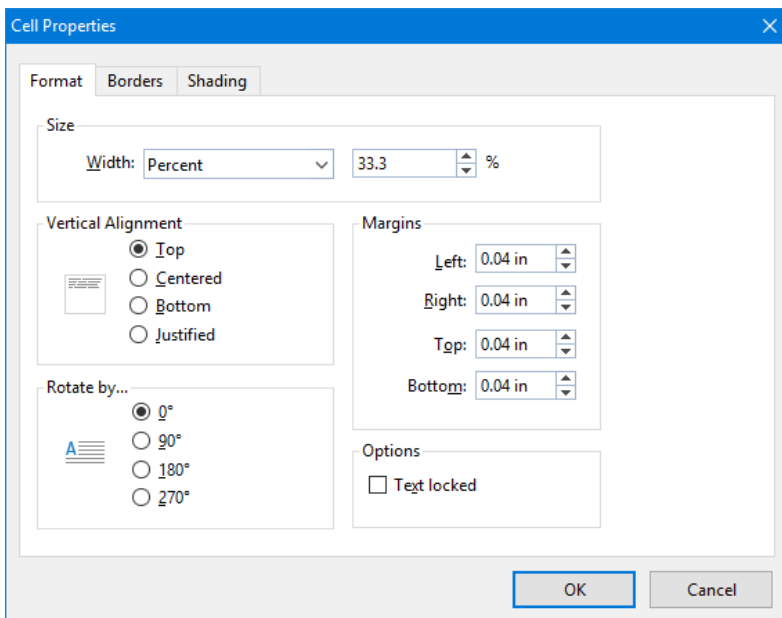 Cell Properties
Format Borders Shading
Size
Width: Percent 33.3 %
Vertical Alignment
Top
Centered
Bottom
Justified
Margins
Left: 0.04 in
Right: 0.04 in
Top: 0.04 in
Bottom: 0.04 in
Rotate by...
A
0°
90°
180°
270°
Options
Text locked
OK Cancel